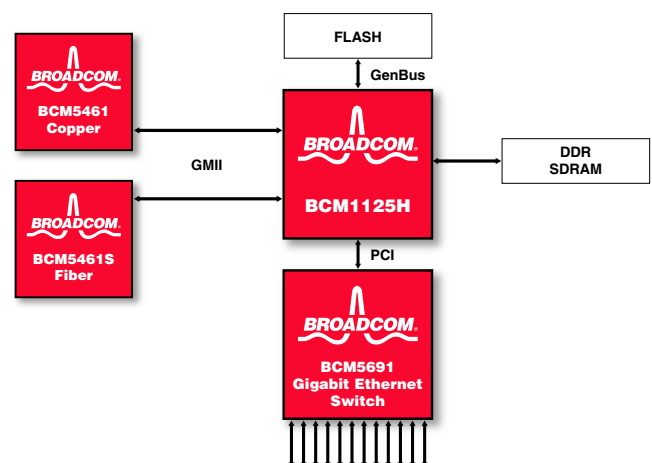 FLASH
GenBus
BROADCOM.
BCM5461
Copper
BROADCOM.
BCM1125H
GMII
DDR
SDRAM
BROADCOM.
BCM5461S
Fiber
PCI
BROADCOM.
BCM5691
Gigabit Ethernet
Switch